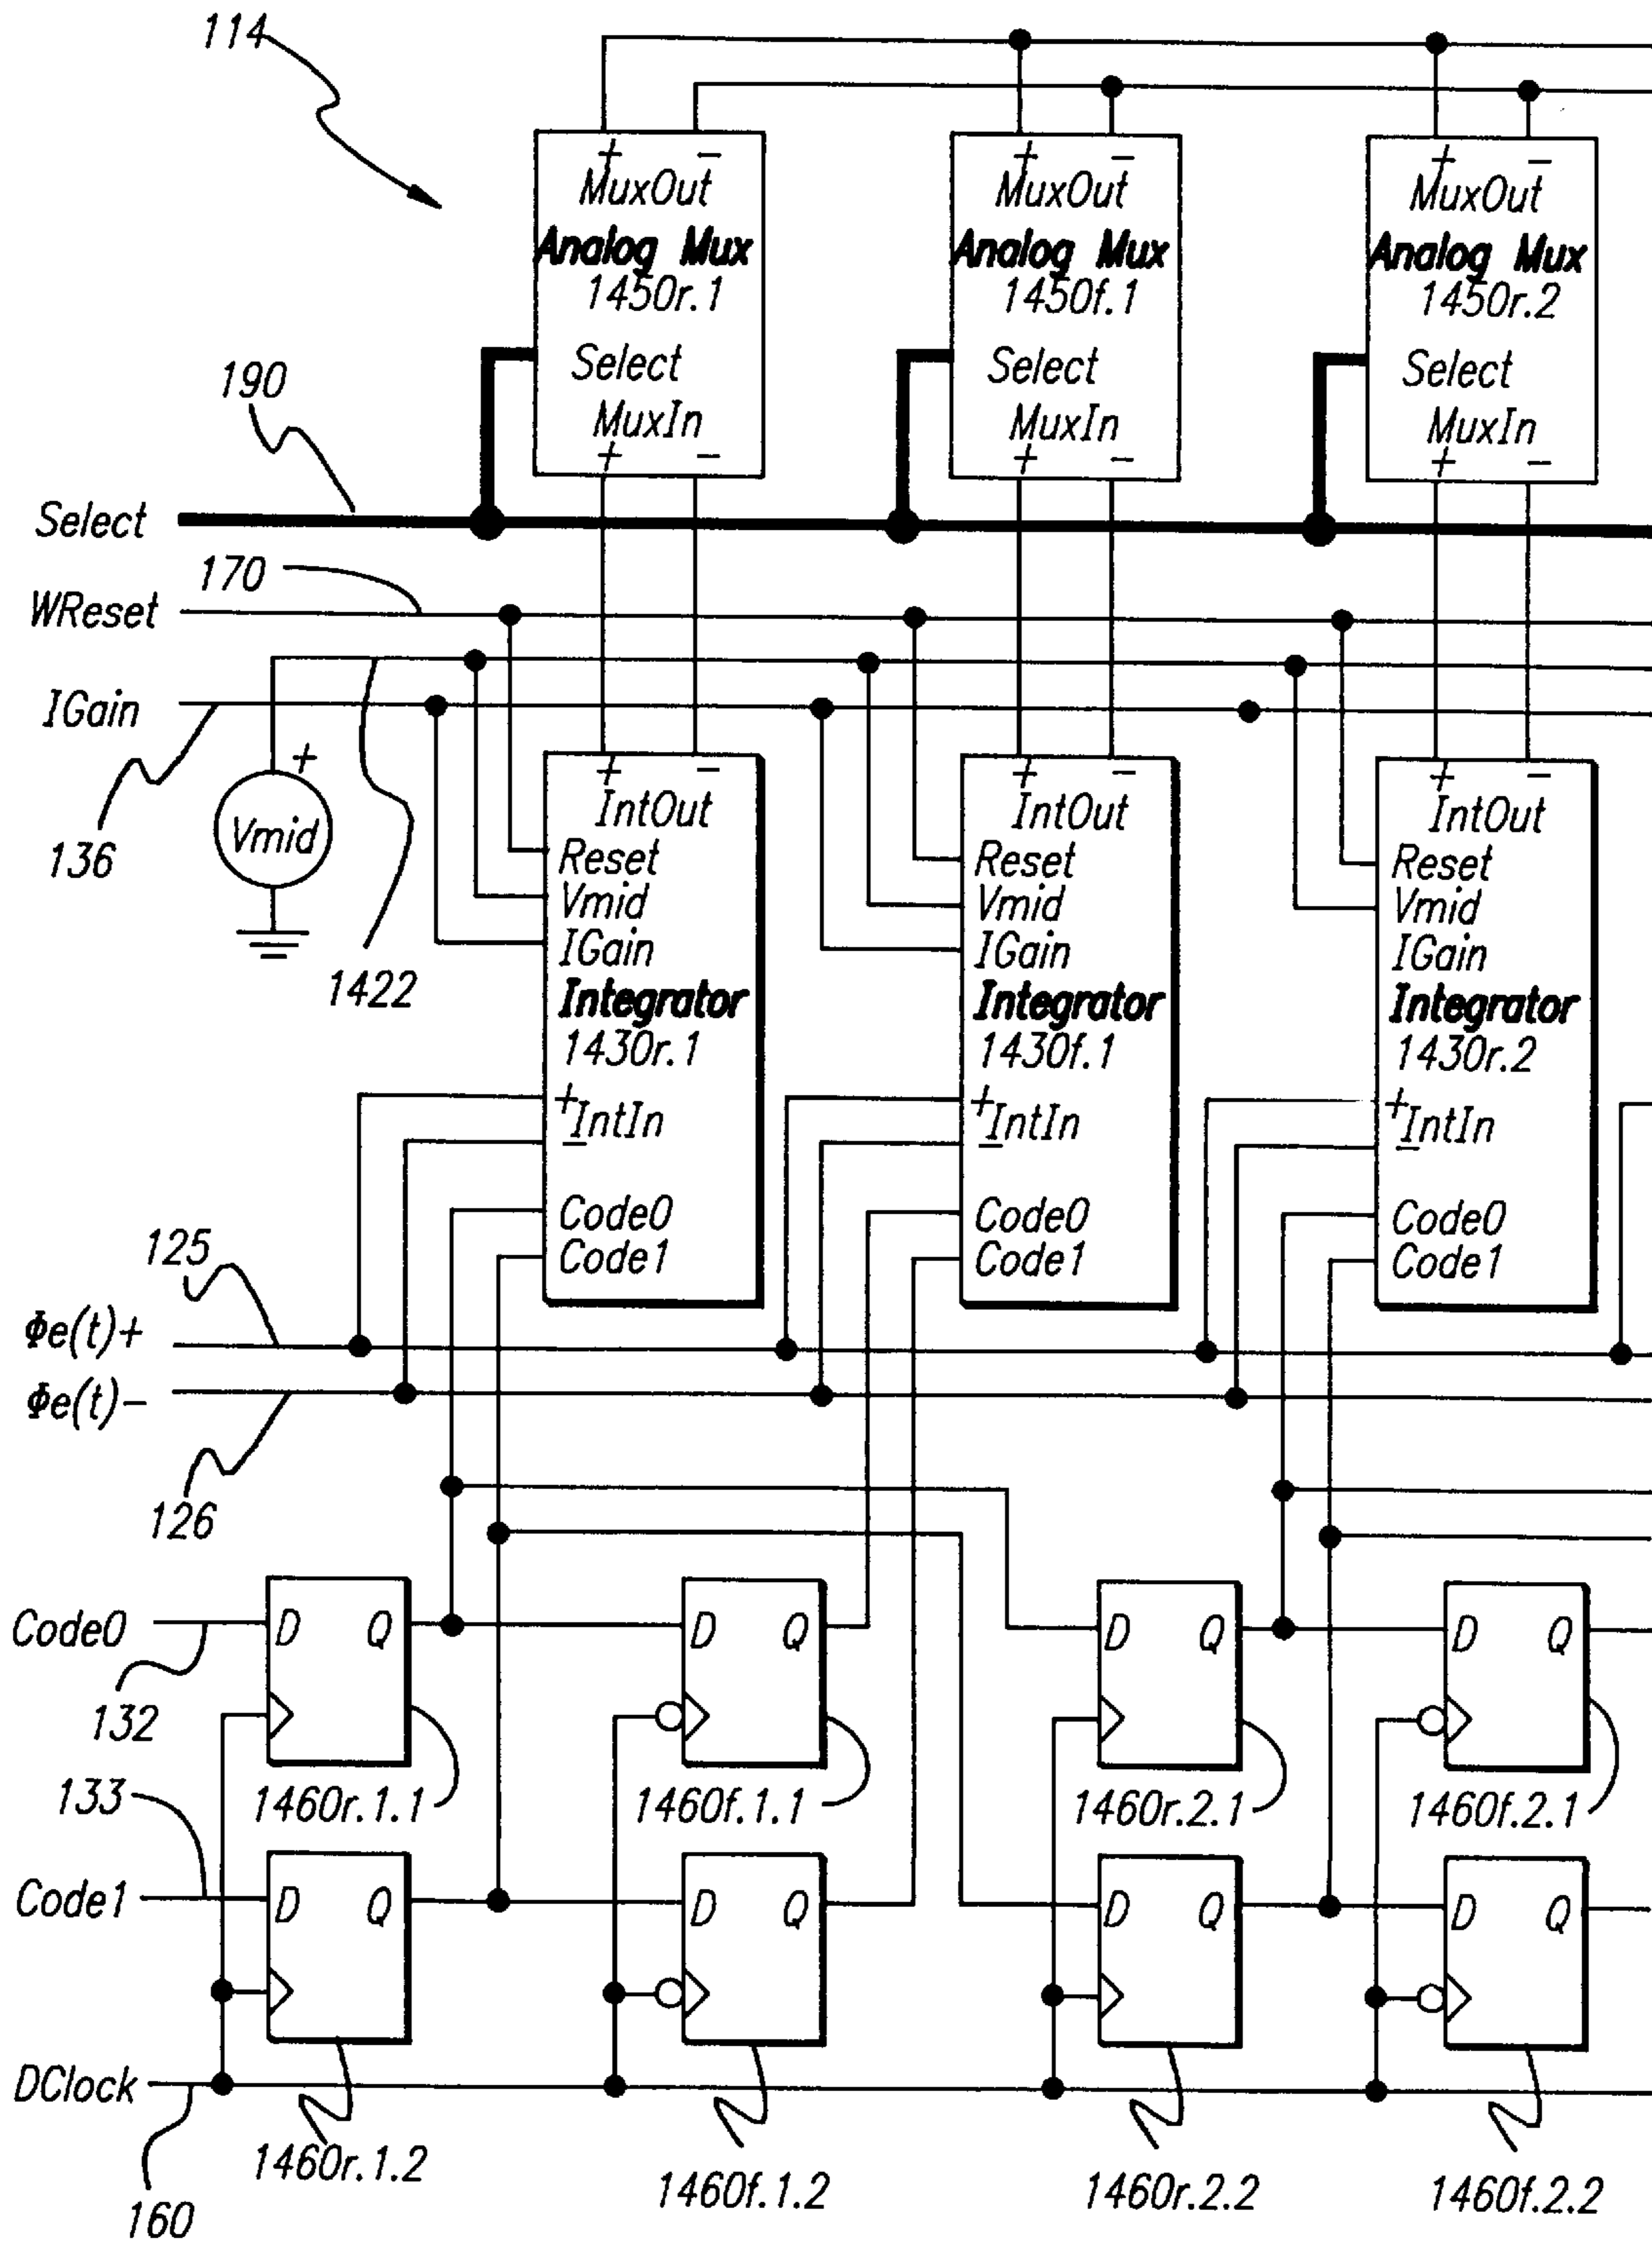 114
+ −
MuxOut
Analog Mux
1450r.1
Select
MuxIn
+ −
+ −
MuxOut
Analog Mux
1450f.1
Select
MuxIn
+ −
+ −
MuxOut
Analog Mux
1450r.2
Select
MuxIn
+ −
190
Select
170
WReset
IGain
136
+
Vmid
1422
+ −
IntOut
Reset
Vmid
IGain
Integrator
1430r.1
+
IntIn
−
Code0
Code1
+ −
IntOut
Reset
Vmid
IGain
Integrator
1430f.1
+
IntIn
−
Code0
Code1
+ −
IntOut
Reset
Vmid
IGain
Integrator
1430r.2
+
IntIn
−
Code0
Code1
125
Φe(t)+
Φe(t)−
126
Code0
132
D Q
D Q
D Q
D Q
1460r.1.1
1460f.1.1
1460r.2.1
1460f.2.1
133
Code1
D Q
D Q
D Q
D Q
DClock
160
1460r.1.2
1460f.1.2
1460r.2.2
1460f.2.2